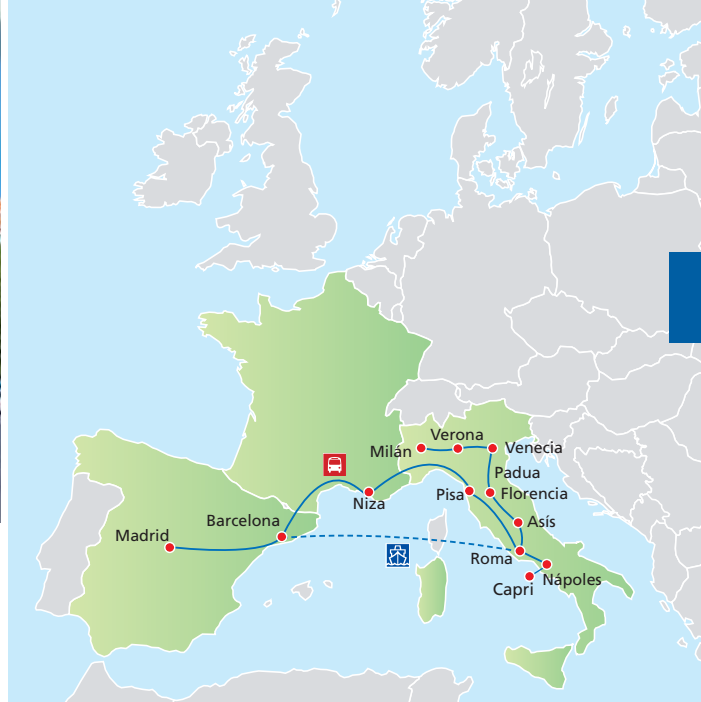 Verona
Milán
Venecia
Padua
Niza
Pisa
Florencia
Barcelona
Asís
Madrid
Roma
Capri
Nápoles